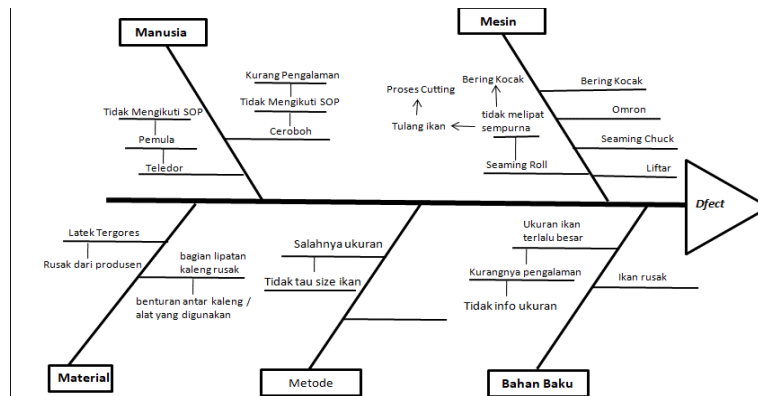 Manusia
Mesin
Kurang Pengalaman
Tidak Mengikuti SOP
Ceroboh
Tidak Mengikuti SOP
Pemula
Teledor
Proses Cutting
Bering Kocak
Tulang ikan
tidak melipat
sempurna
Seaming Roll
Bering Kocak
Omron
Seaming Chuck
Liftar
Dfect
Latek Tergores
Rusak dari produsen
bagian lipatan
kaleng rusak
benturan antar kaleng /
alat yang digunakan
Salahnya ukuran
Tidak tau size ikan
Ukuran ikan
terlalu besar
Kurangnya pengalaman
Tidak info ukuran
Ikan rusak
Material
Metode
Bahan Baku